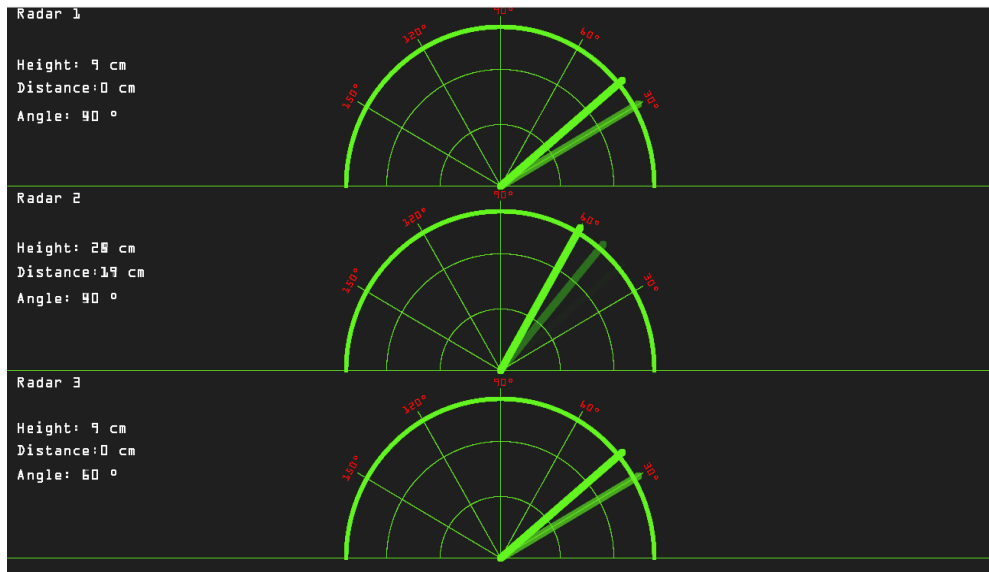 Radar 1
Height: 9 cm
Distance:0 cm
Angle: 90 °
90°
120°
60°
150°
30°
Radar 2
Height: cm
Distance:19 cm
Angle: 90 °
90°
120°
60°
150°
30°
Radar 3
Height: 9 cm
Distance:0 cm
Angle: 60 °
90°
120°
60°
150°
30°